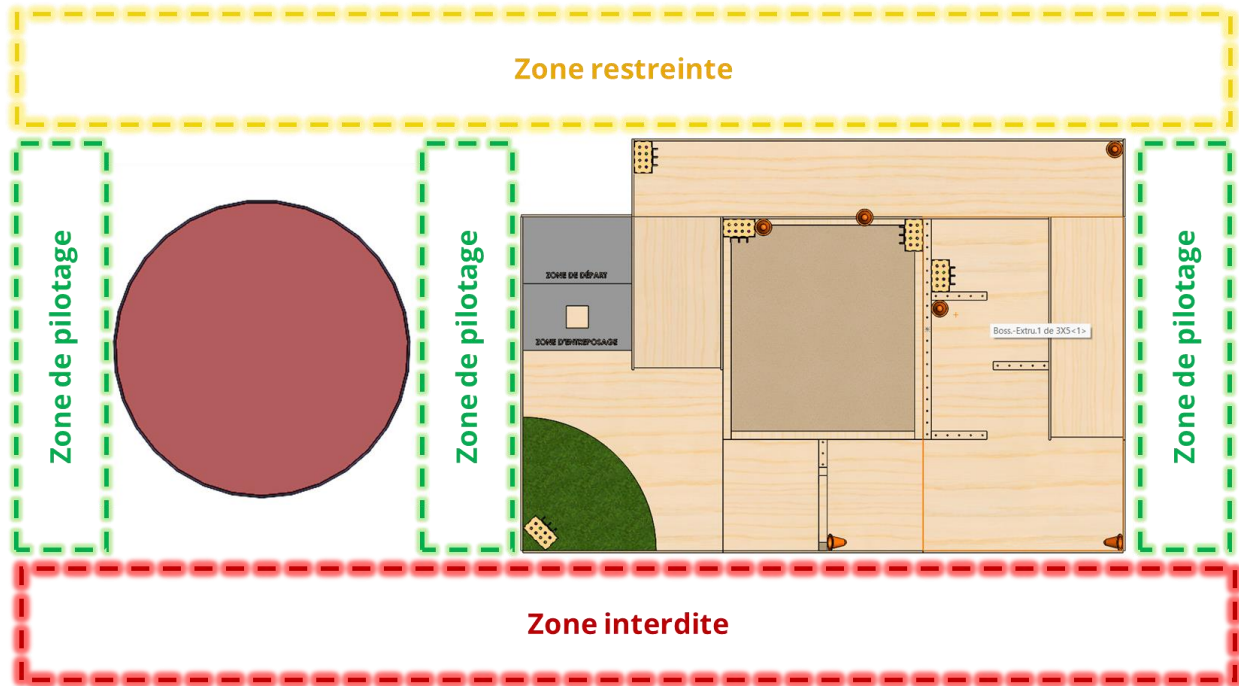 Zone restreinte
Zone de pilotage
Zone de pilotage
ZONE DE DÉPART
ZONE D'ENTREPOSAGE
Boss.-Extru.1 de 3X5<1>
Zone de pilotage
Zone interdite